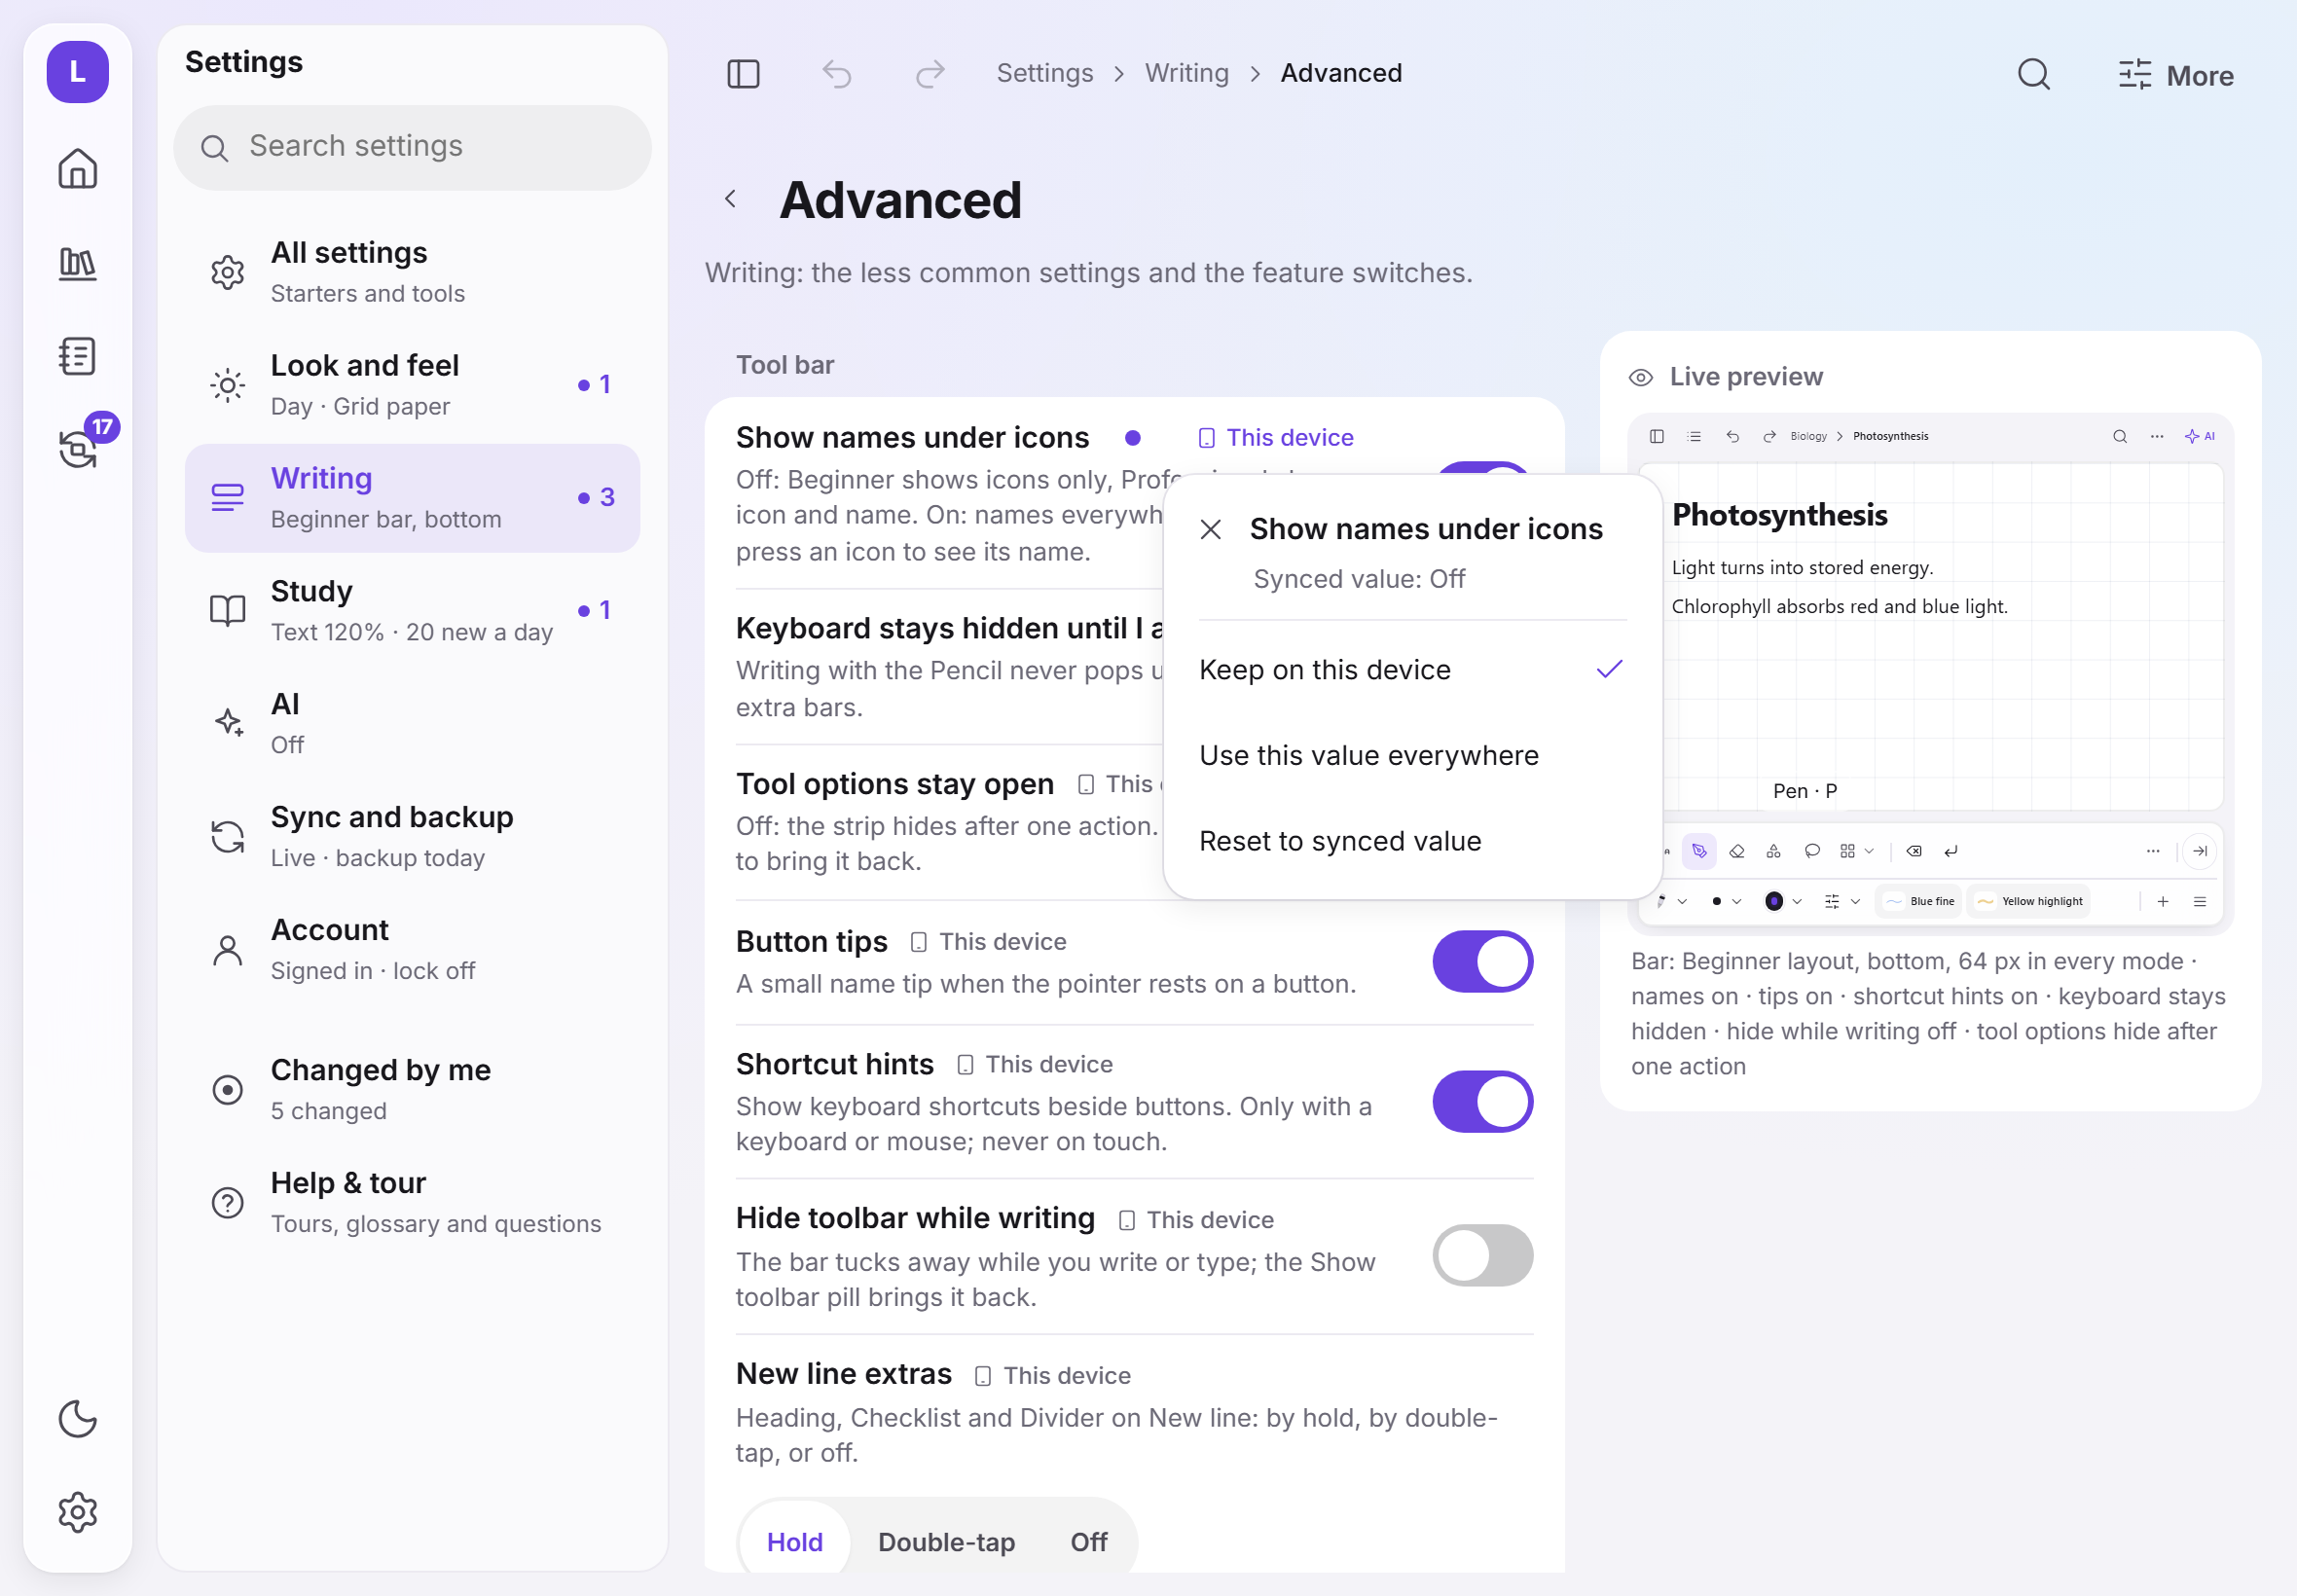 L
17
Settings
Search settings
All settings
Starters and tools
Look and feel
Day · Grid paper
1
Writing
Beginner bar, bottom
3
Study
Text 120% · 20 new a day
1
AI
Off
Sync and backup
Live · backup today
Account
Signed in · lock off
Changed by me
5 changed
Help & tour
Tours, glossary and questions
Settings > Writing > Advanced
More
Advanced
Writing: the less common settings and the feature switches.
Tool bar
Show names under icons
This device
Off: Beginner shows icons only,
icon and name. On: names
press an icon to see its name.
Keyboard stays hidden until I
Writing with the Pencil never pops
extra bars.
Tool options stay open
This
Off: the strip hides after one action.
to bring it back.
Button tips
This device
A small name tip when the pointer rests on a button.
Shortcut hints
This device
Show keyboard shortcuts beside buttons. Only with a
keyboard or mouse; never on touch.
Hide toolbar while writing
This device
The bar tucks away while you write or type; the Show
toolbar pill brings it back.
New line extras
This device
Heading, Checklist and Divider on New line: by hold, by double-
tap, or off.
Hold
Double-tap
Off
Show names under icons
Synced value: Off
Keep on this device
Use this value everywhere
Reset to synced value
Live preview
Biology > Photosynthesis
AI
Photosynthesis
Light turns into stored energy.
Chlorophyll absorbs red and blue light.
Pen · P
Blue fine
Yellow highlight
Bar: Beginner layout, bottom, 64 px in every mode ·
names on · tips on · shortcut hints on · keyboard stays
hidden · hide while writing off · tool options hide after
one action